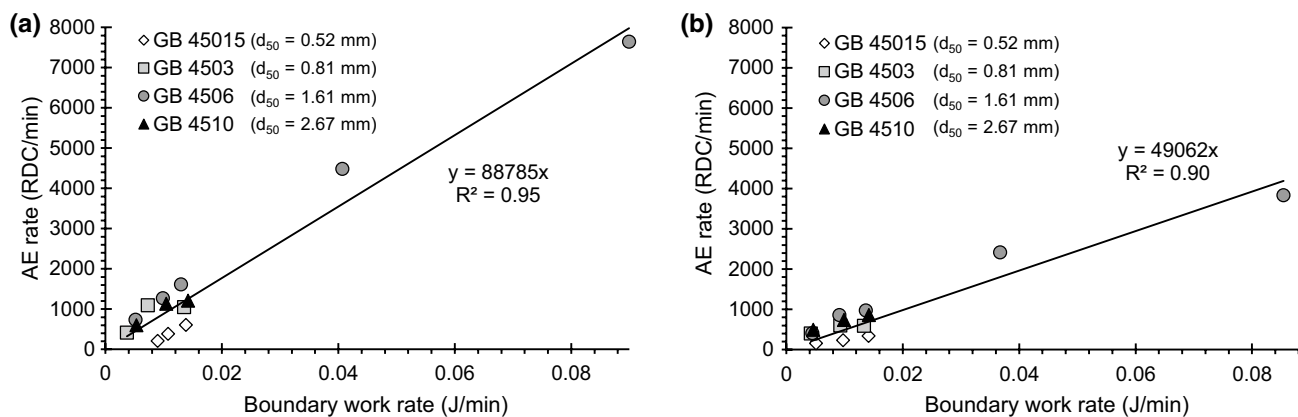 (a)
8000
7000
6000
5000
4000
3000
2000
1000
0
AE rate (RDC/min)
GB 45015 (d₅₀ = 0.52 mm)
GB 4503 (d₅₀ = 0.81 mm)
GB 4506 (d₅₀ = 1.61 mm)
GB 4510 (d₅₀ = 2.67 mm)
y = 88785x
R² = 0.95
0 0.02 0.04 0.06 0.08
Boundary work rate (J/min)
(b)
8000
7000
6000
5000
4000
3000
2000
1000
0
AE rate (RDC/min)
GB 45015 (d₅₀ = 0.52 mm)
GB 4503 (d₅₀ = 0.81 mm)
GB 4506 (d₅₀ = 1.61 mm)
GB 4510 (d₅₀ = 2.67 mm)
y = 49062x
R² = 0.90
0 0.02 0.04 0.06 0.08
Boundary work rate (J/min)